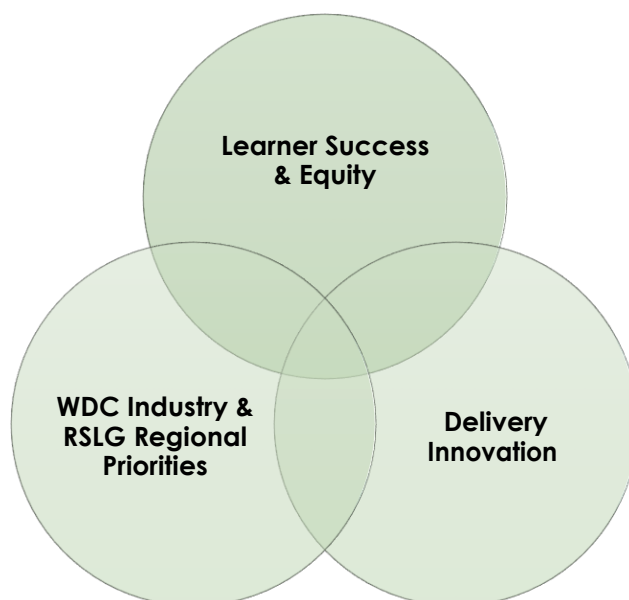 Learner Success
& Equity
WDC Industry &
RSLG Regional
Priorities
Delivery
Innovation